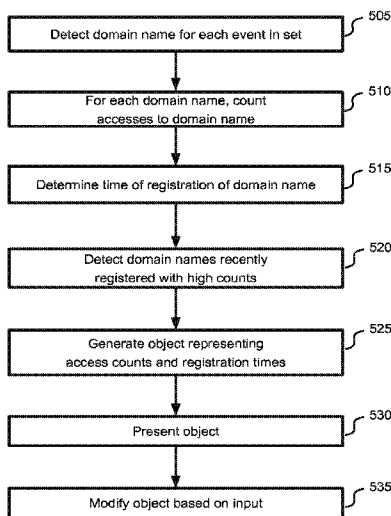 505
Detect domain name for each event in set
510
For each domain name, count
accesses to domain name
515
Determine time of registration of domain name
520
Detect domain names recently
registered with high counts
525
Generate object representing
access counts and registration times
530
Present object
535
Modify object based on input